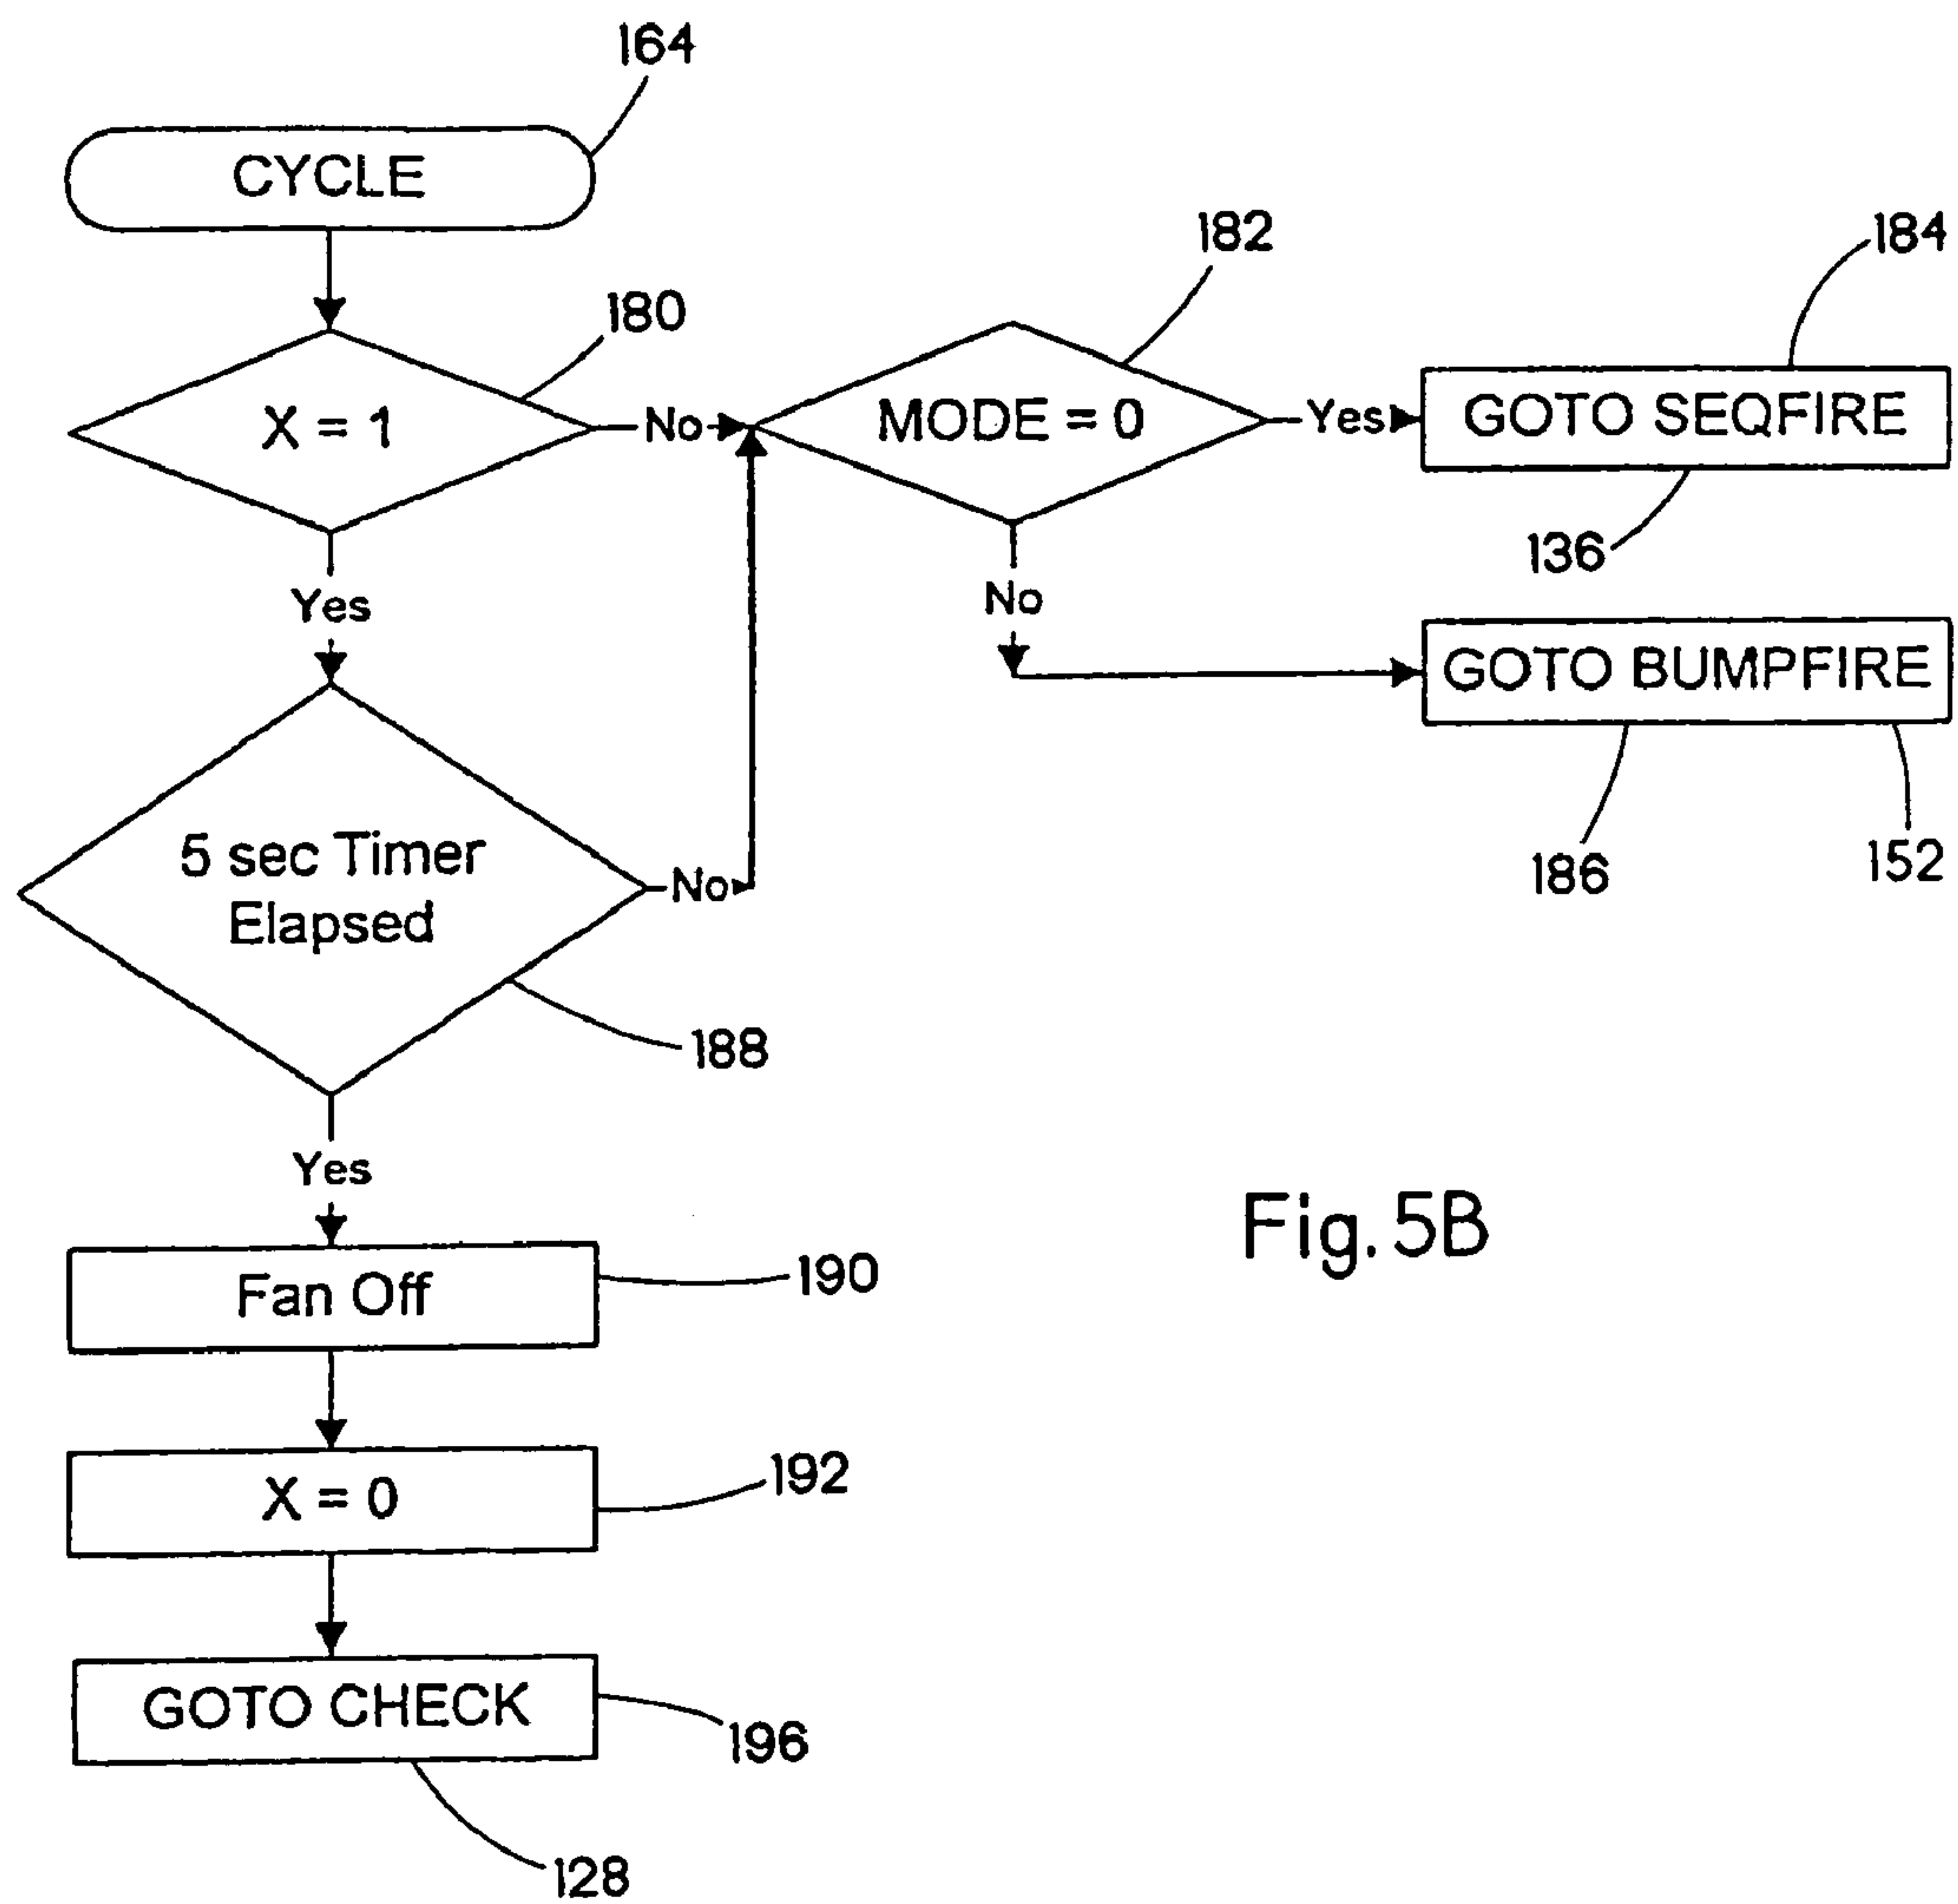 164
CYCLE
182
184
180
X = 1
No
MODE = 0
Yes
GOTO SEQFIRE
136
Yes
No
GOTO BUMPFIRE
5 sec Timer
Elapsed
No
186
152
188
Yes
Fig. 5B
Fan Off
190
X = 0
192
GOTO CHECK
196
128